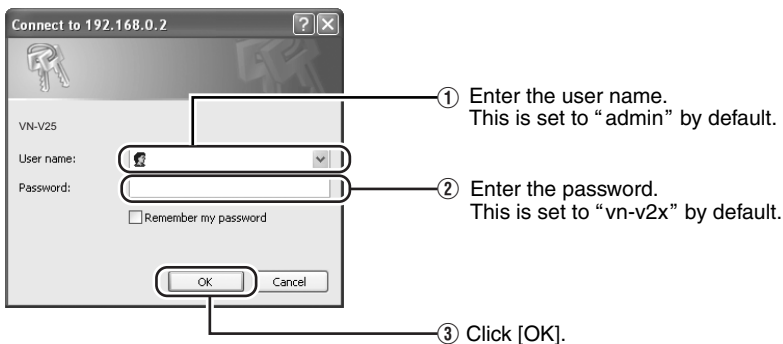 Connect to 192.168.0.2
VN-V25
User name:
Password:
Remember my password
OK
Cancel
① Enter the user name.
This is set to “admin” by default.
② Enter the password.
This is set to “vn-v2x” by default.
③ Click [OK].